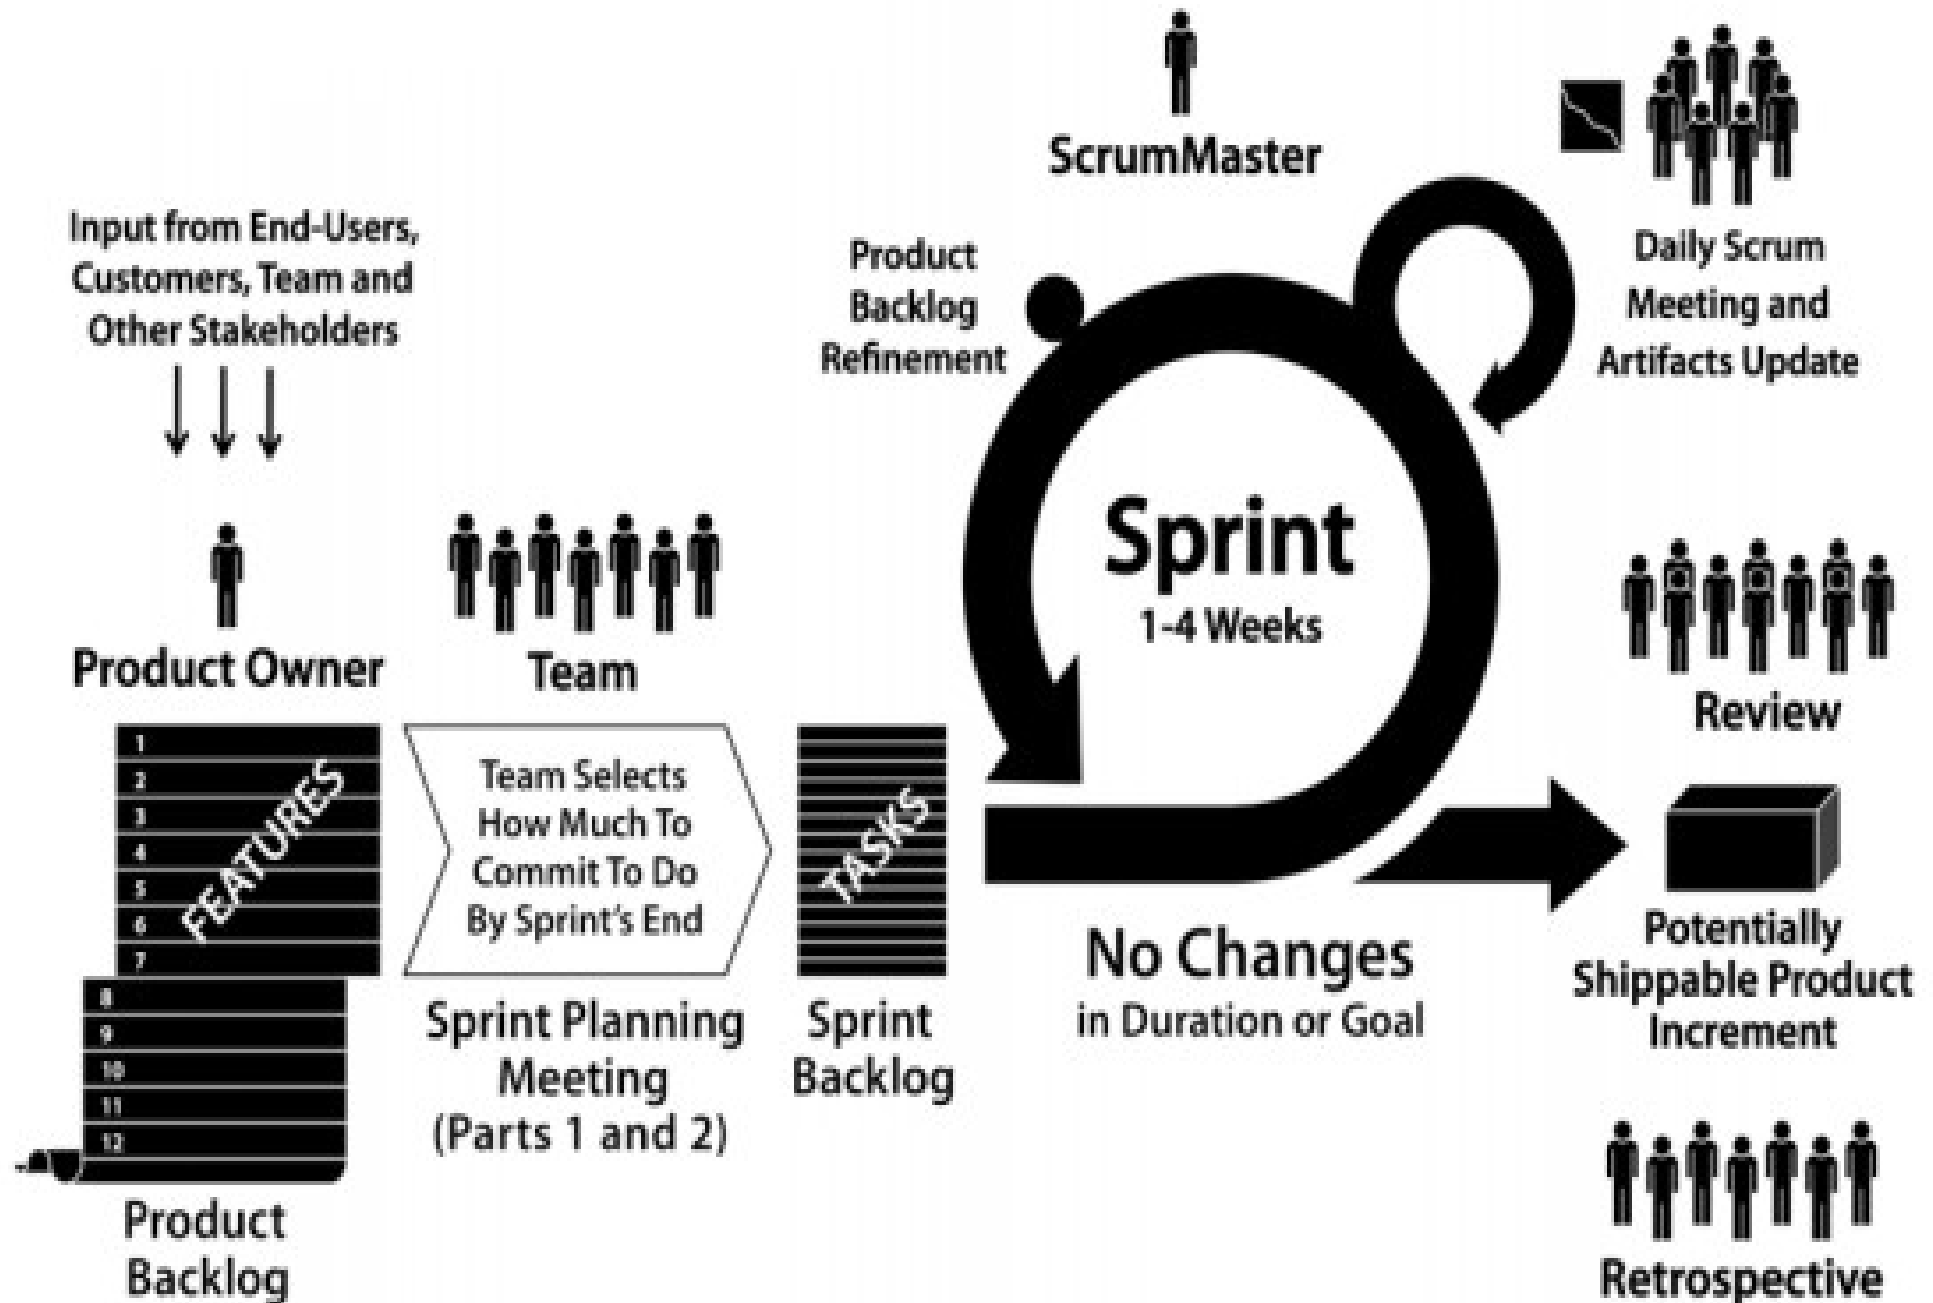 Input from End-Users,
Customers, Team and
Other Stakeholders
Product Owner
Team
1
2
3
4
5
6
7
FEATURES
8
9
10
11
12
Product
Backlog
Team Selects
How Much To
Commit To Do
By Sprint's End
Sprint Planning
Meeting
(Parts 1 and 2)
TASKS
Sprint
Backlog
ScrumMaster
Product
Backlog
Refinement
Sprint
1-4 Weeks
No Changes
in Duration or Goal
Daily Scrum
Meeting and
Artifacts Update
Review
Potentially
Shippable Product
Increment
Retrospective